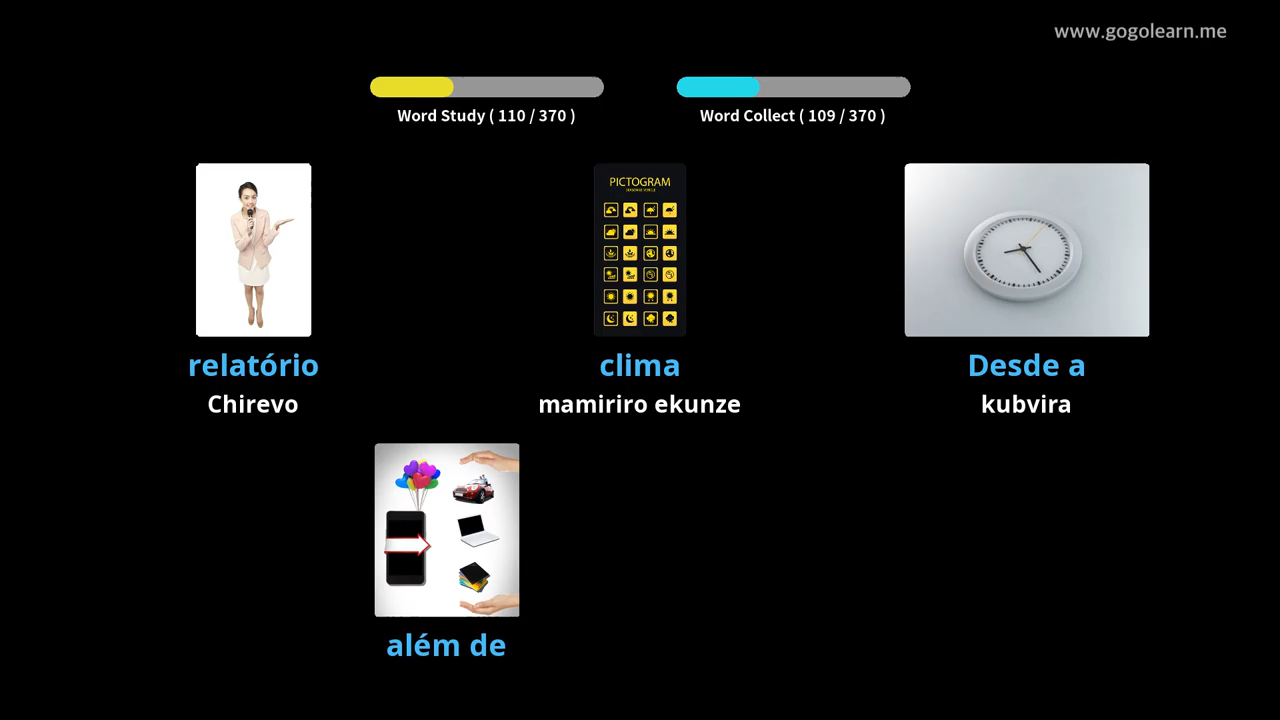 www.gogolearn.me
Word Study ( 110 / 370 )
Word Collect ( 109 / 370 )
PICTOGRAM
relatório
clima
Desde a
Chirevo
mamiriro ekunze
kubvira
além de